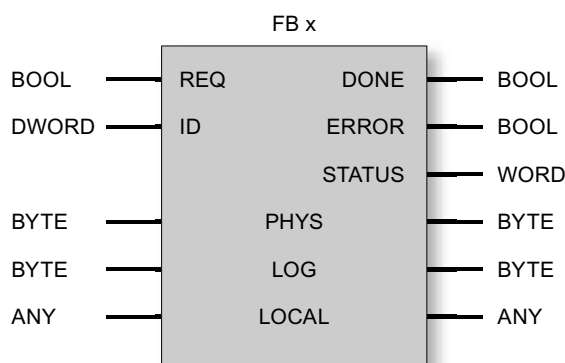 FB x
BOOL REQ DONE BOOL
DWORD ID ERROR BOOL
STATUS WORD
BYTE PHYS BYTE
BYTE LOG BYTE
ANY LOCAL ANY